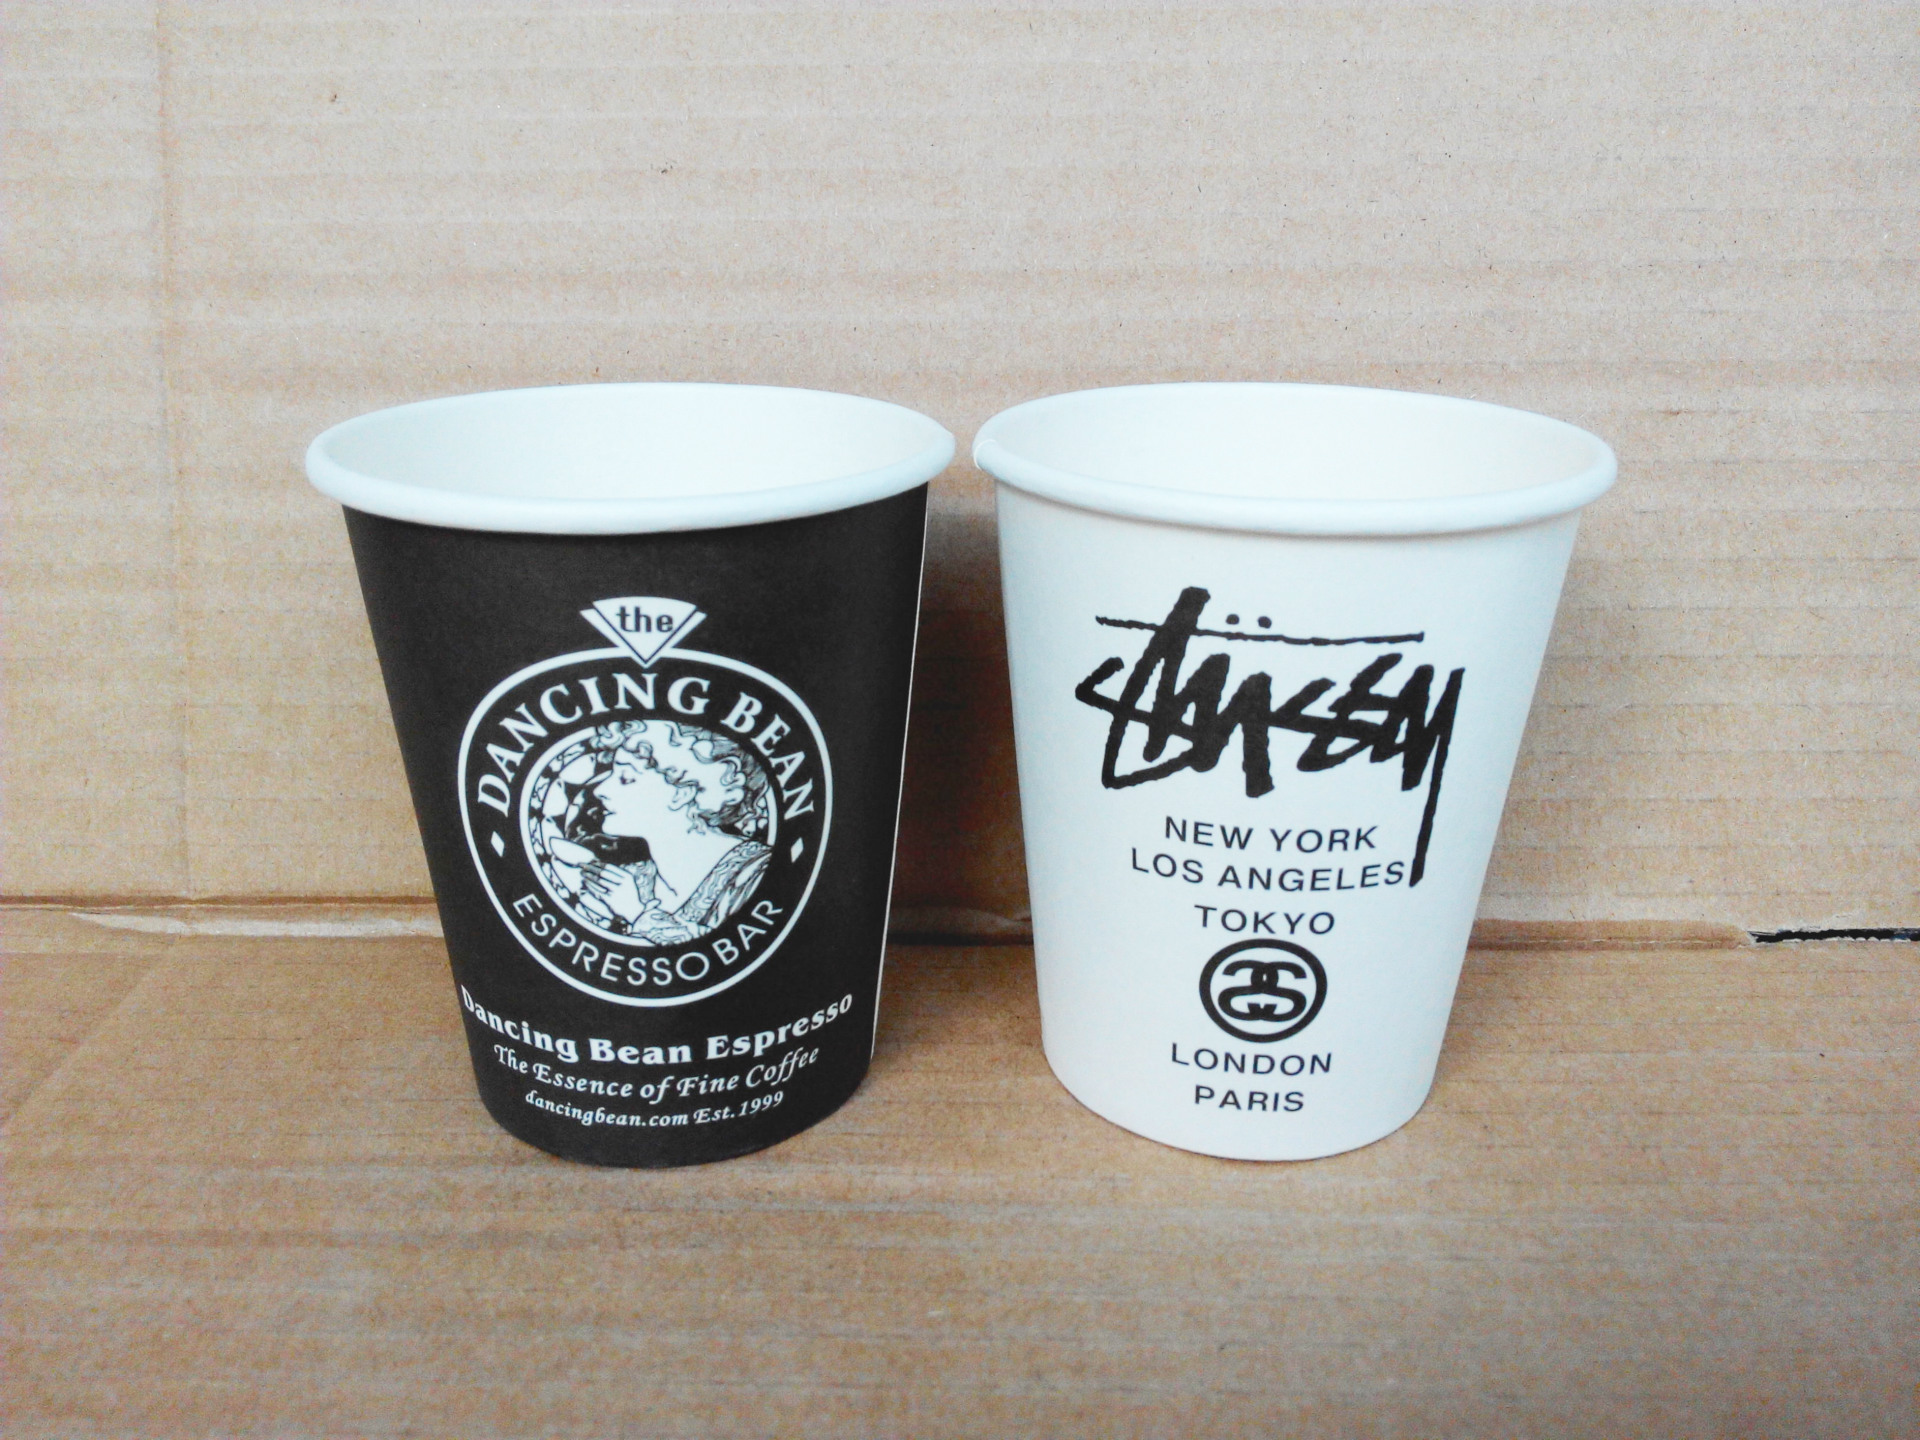 the
DANCING BEAN
ESPRESSO BAR
Dancing Bean Espresso
The Essence of Fine Coffee
dancingbean.com Est.1999
Stüssy
NEW YORK
LOS ANGELES
TOKYO
LONDON
PARIS